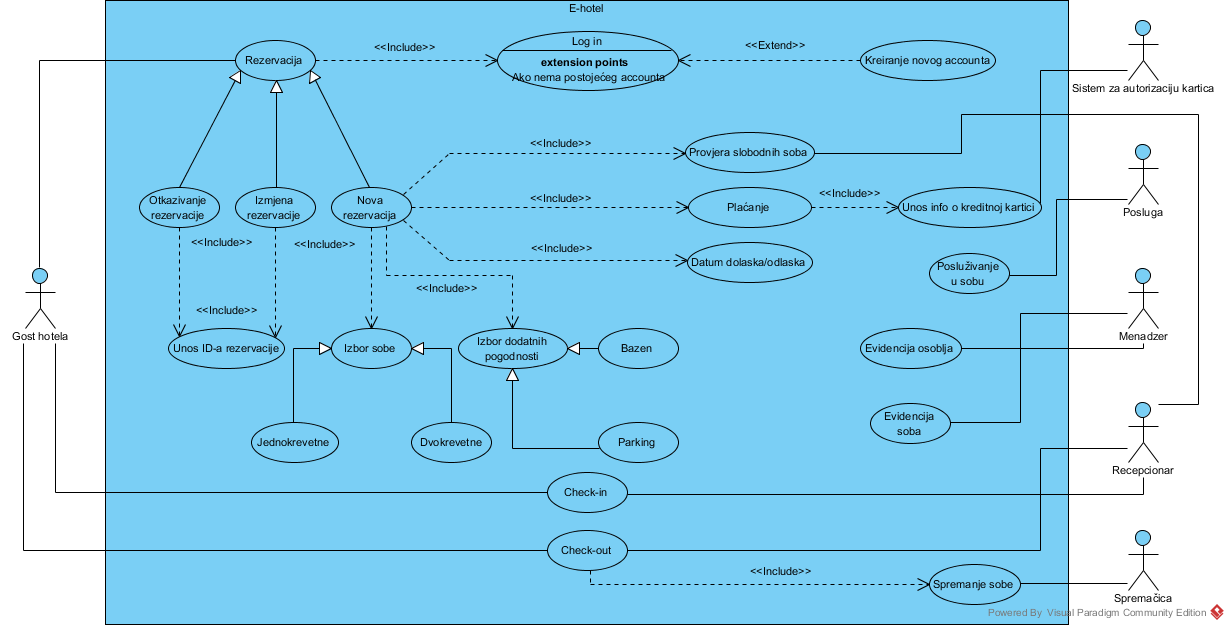 E-hotel
Rezervacija
<<Include>>
Log in
extension points
Ako nema postojećeg accounta
<<Extend>>
Kreiranje novog accounta
Sistem za autorizaciju kartica
<<Include>>
Provjera slobodnih soba
Otkazivanje
rezervacije
Izmjena
rezervacije
Nova
rezervacija
<<Include>>
Plaćanje
<<Include>>
Unos info o kreditnoj kartici
Posluga
<<Include>>
<<Include>>
<<Include>>
Datum dolaska/odlaska
Posluživanje
u sobu
<<Include>>
<<Include>>
Gost hotela
Unos ID-a rezervacije
Izbor sobe
Izbor dodatnih
pogodnosti
Bazen
Evidencija osoblja
Menadzer
Jednokrevetne
Dvokrevetne
Parking
Evidencija
soba
Recepcionar
Check-in
Check-out
<<Include>>
Spremanje sobe
Spremačica
Powered By Visual Paradigm Community Edition